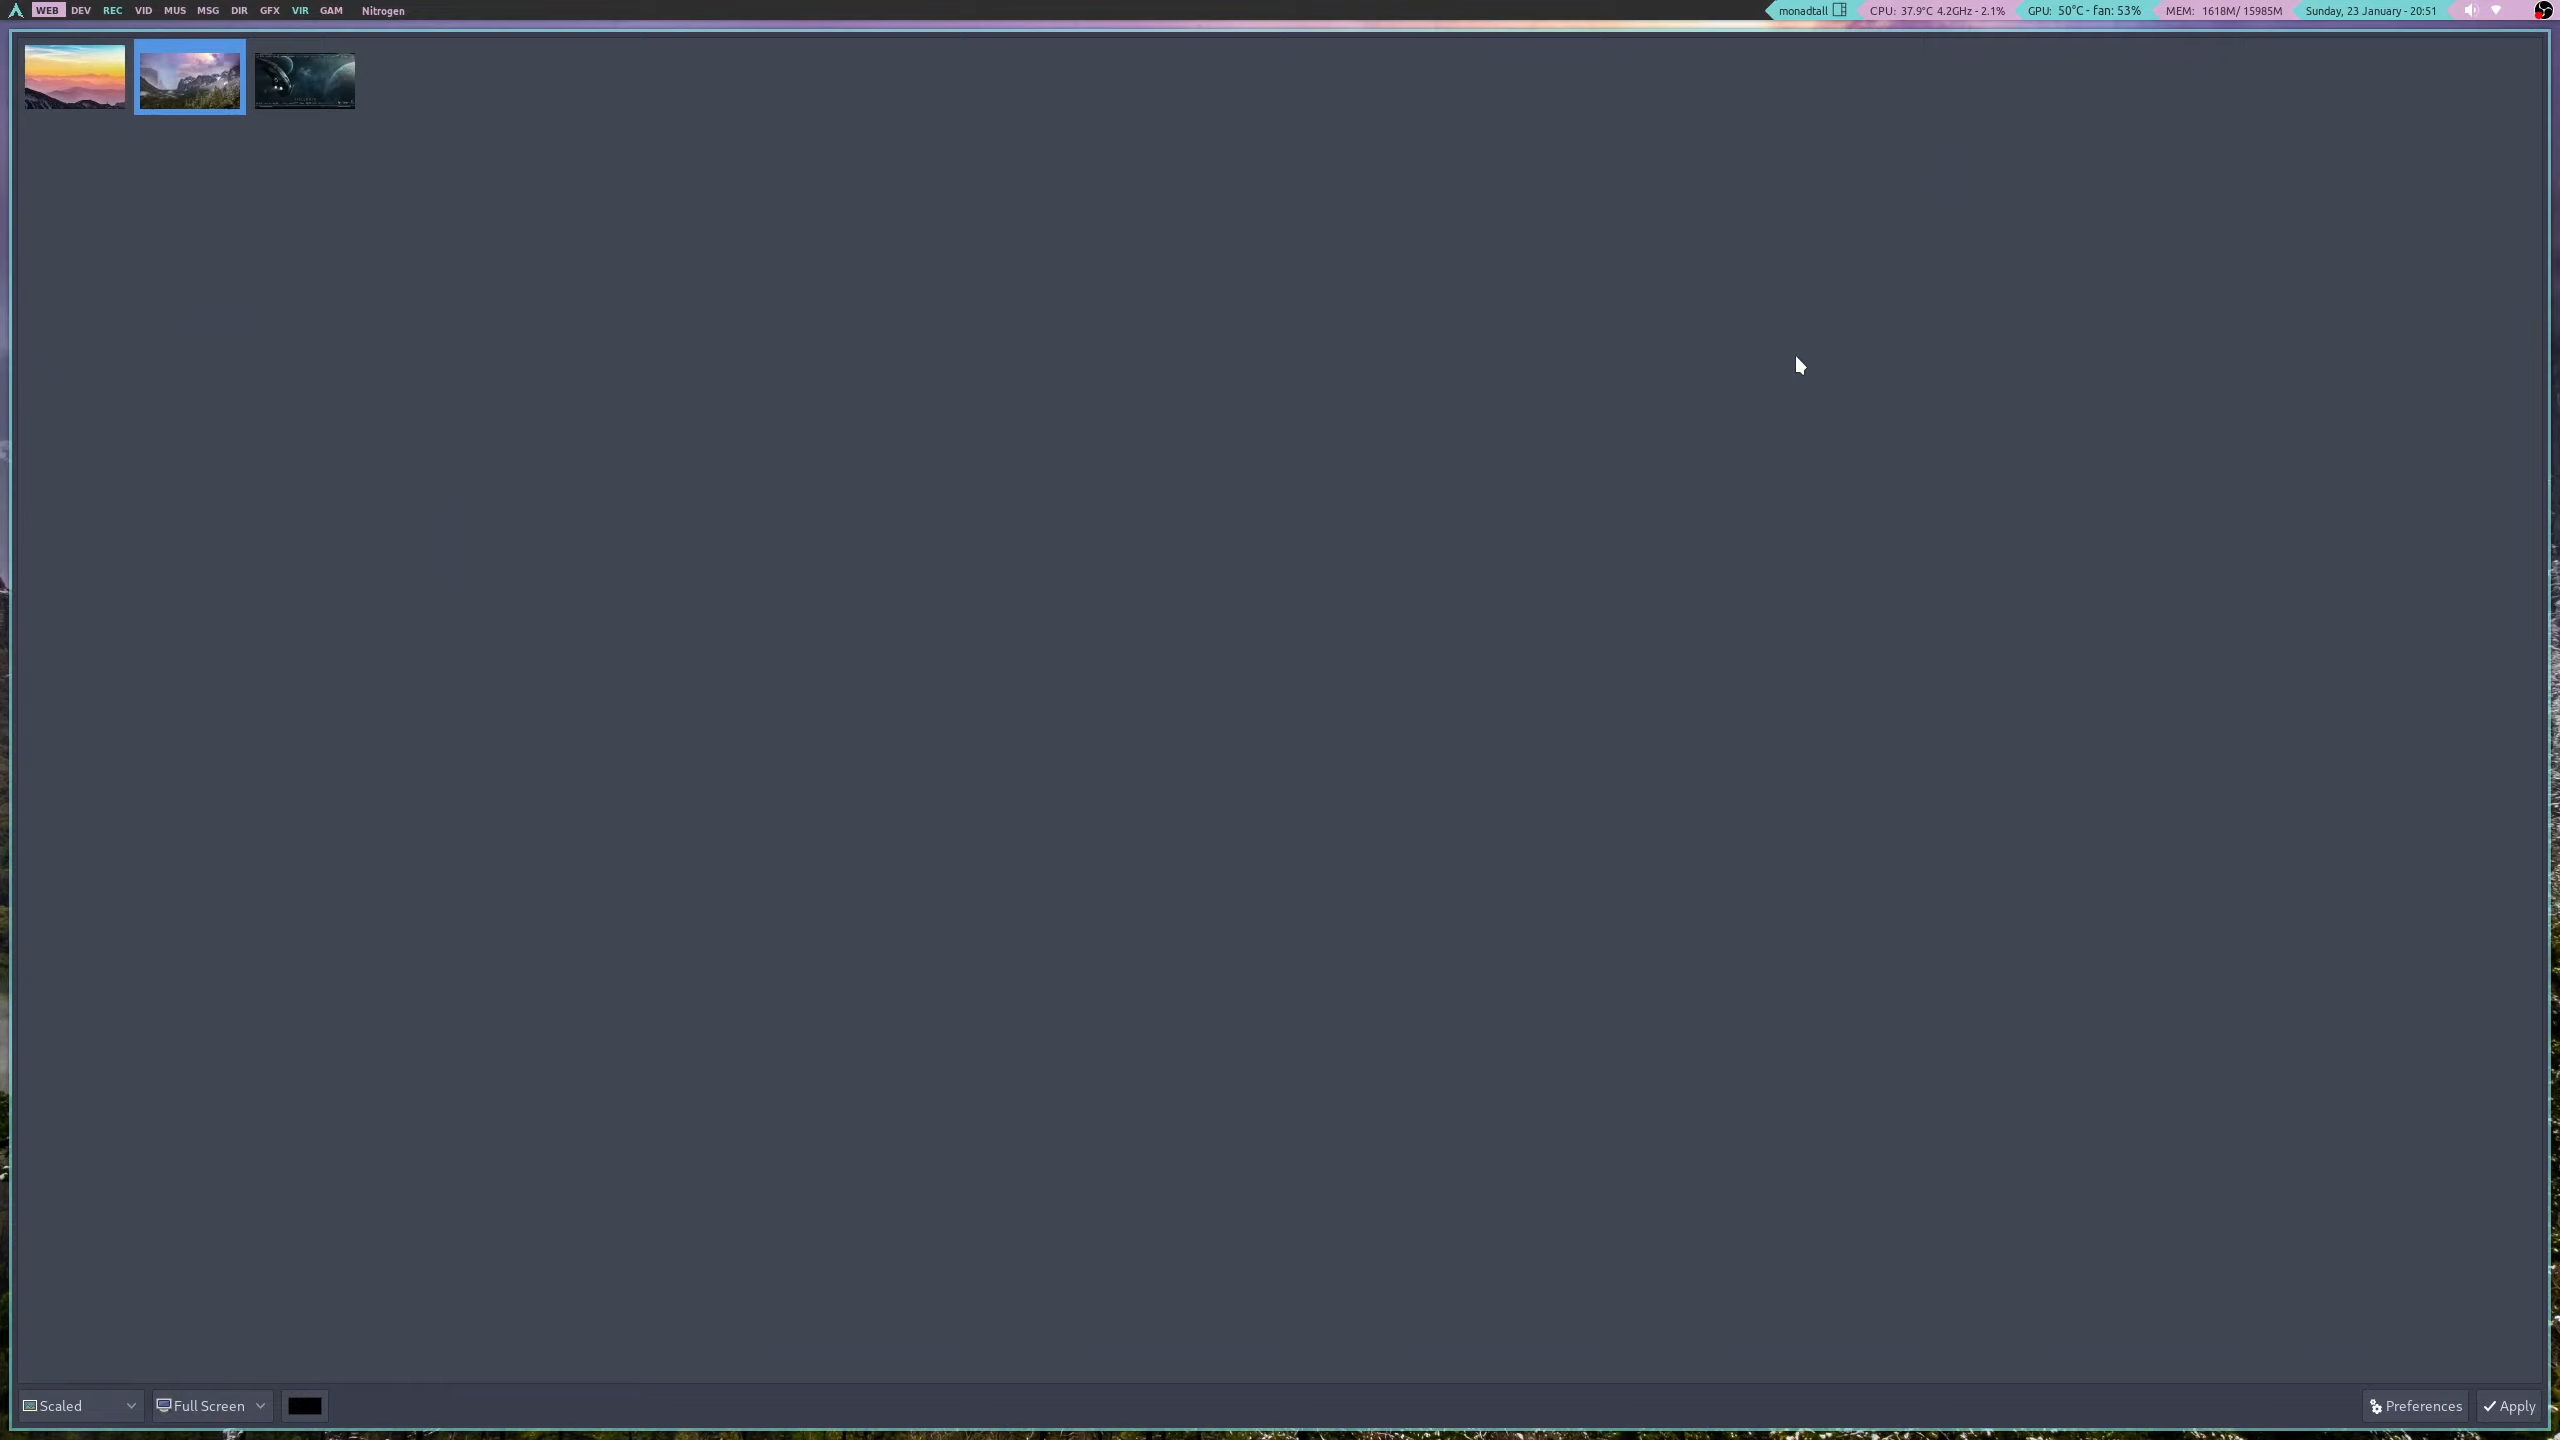 WEB DEV REC VID MUS MSG DIR GFX VIR GAM Nitrogen monadtall CPU: 37.9°C 4.2GHz - 2.1% GPU: 50°C - fan: 53% MEM: 1618M/ 15985M Sunday, 23 January - 20:51
Scaled Full Screen Preferences Apply